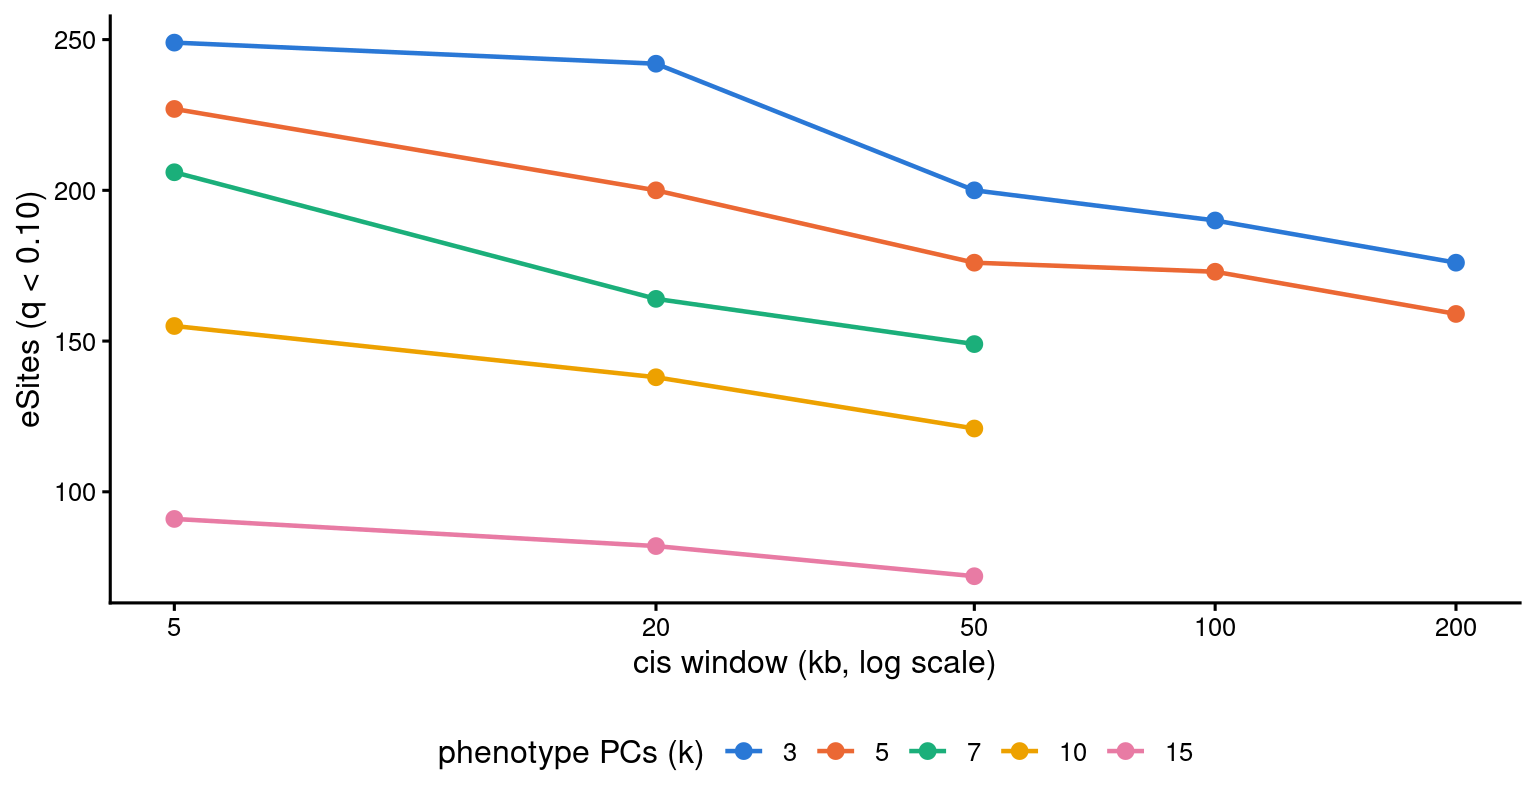 eSites (q < 0.10)
250
200
150
100
5 20 50 100 200
cis window (kb, log scale)
phenotype PCs (k) 3 5 7 10 15